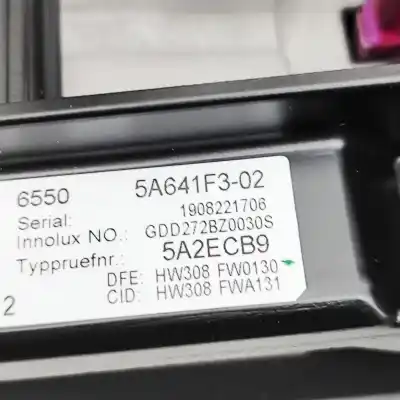 6550 5A641F3-02
Serial: 1908221706
Innolux NO.: GDD272BZ0030S
Typpruefnr.: 5A2ECB9
DFE: HW308 FW0130
2 CID: HW308 FWA131